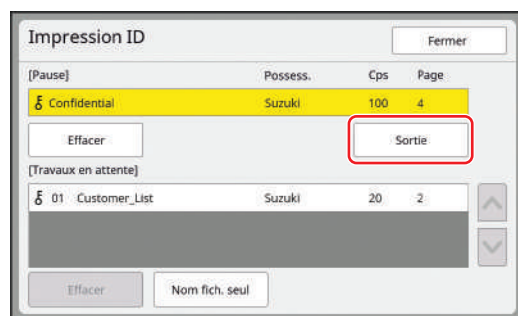 Impression ID Fermer
[Pause] Possess. Cps Page
Confidential Suzuki 100 4
Effacer Sortie
[Travaux en attente]
01 Customer_List Suzuki 20 2
Effacer Nom fich. seul